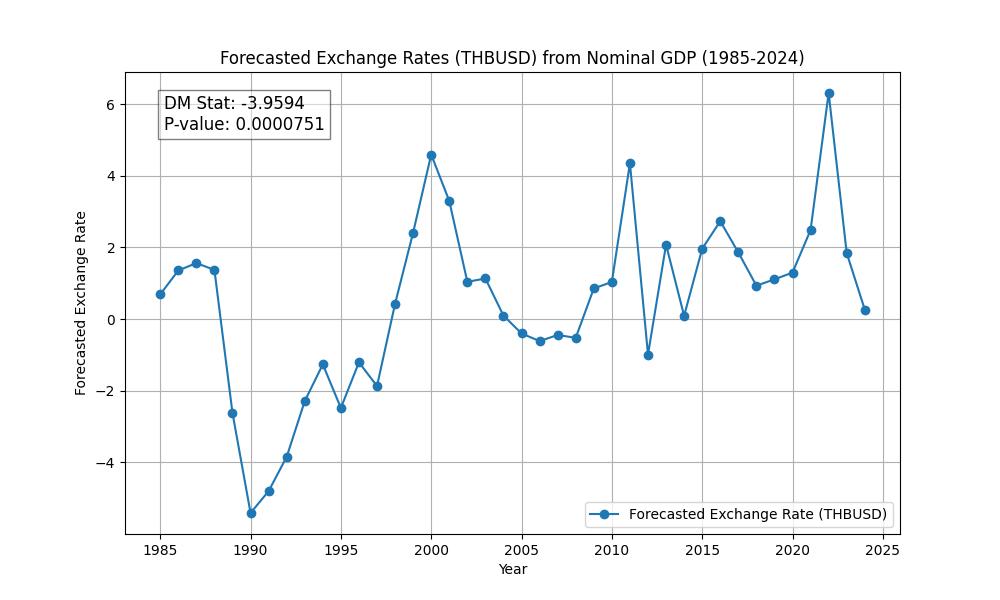 Forecasted Exchange Rates (THBUSD) from Nominal GDP (1985-2024)
DM Stat: -3.9594
P-value: 0.0000751
Forecasted Exchange Rate
6
4
2
0
−2
−4
Forecasted Exchange Rate (THBUSD)
1985 1990 1995 2000 2005 2010 2015 2020 2025
Year